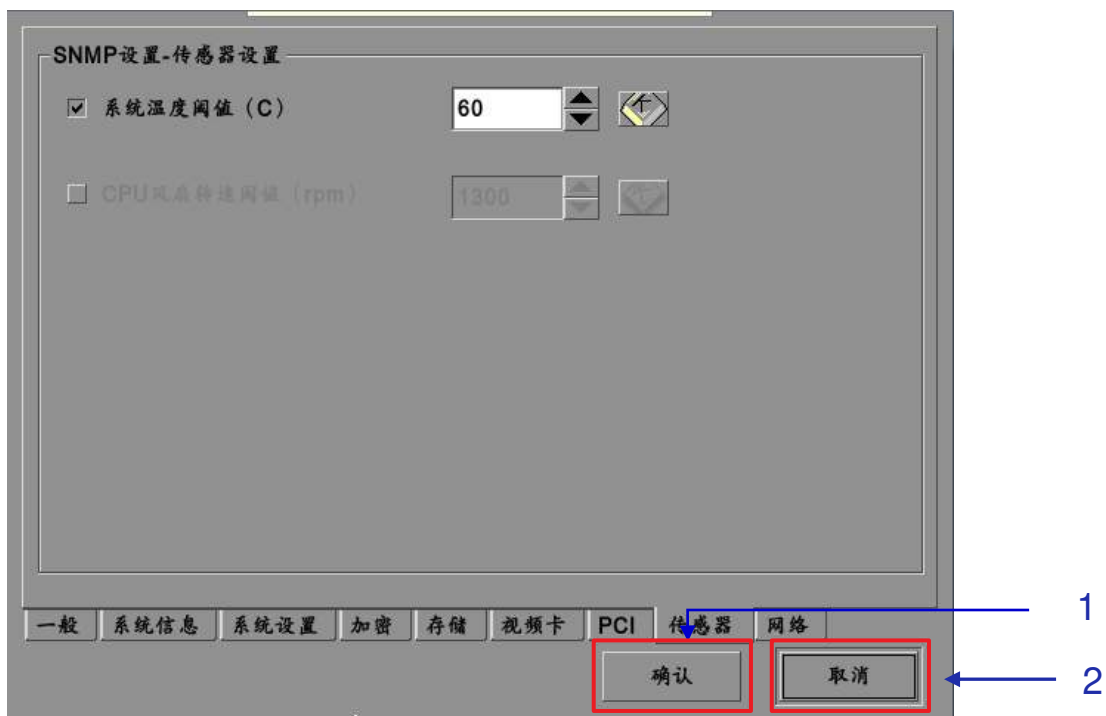 SNMP设置-传感器设置
系统温度阈值（C）
60
CPU风扇转速阈值（rpm）
1300
一般 系统信息 系统设置 加密 存储 视频卡 PCI 传感器 网络
1
确认 取消
2